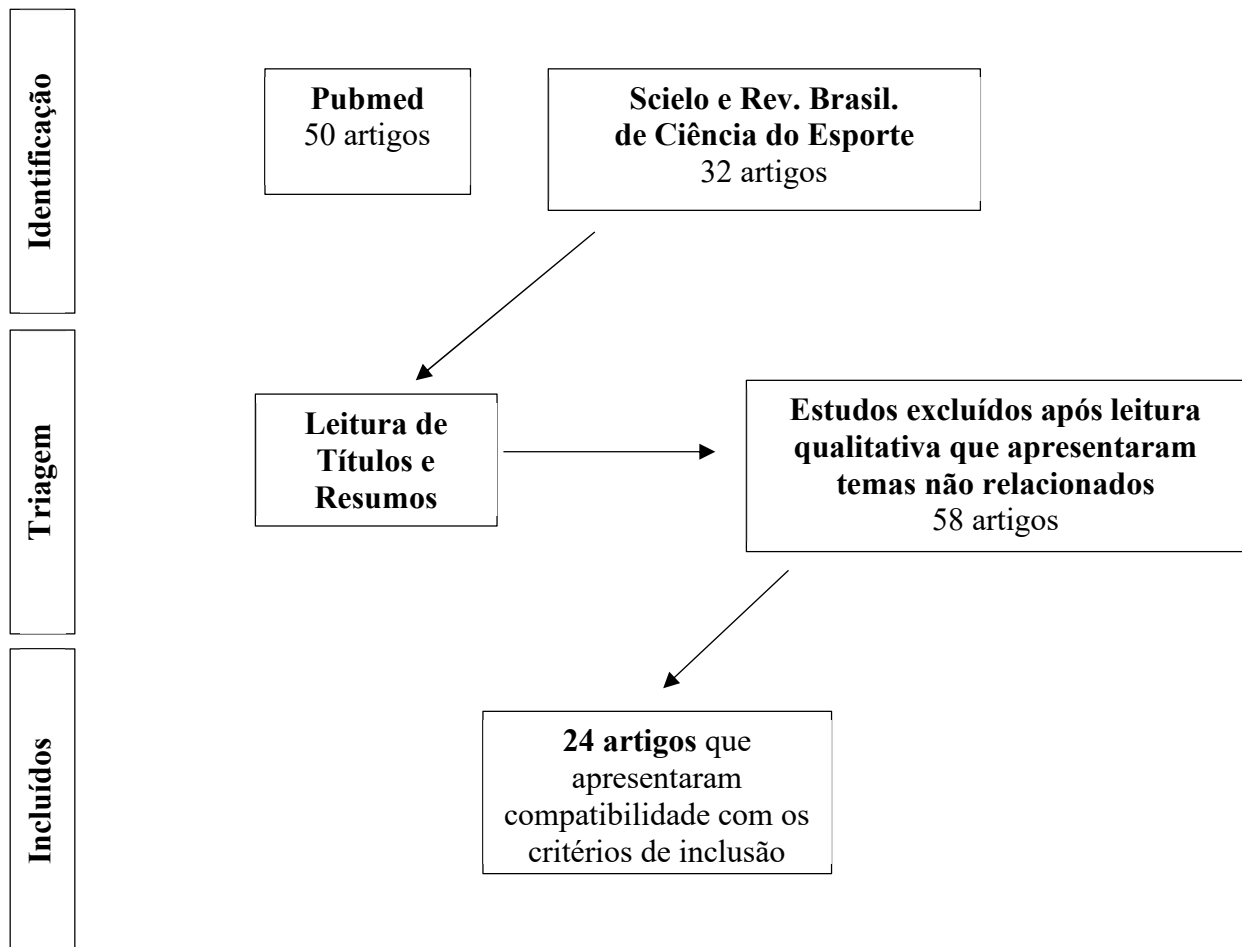 Identificação
Pubmed
50 artigos
Scielo e Rev. Brasil.
de Ciência do Esporte
32 artigos
Triagem
Leitura de
Títulos e
Resumos
Estudos excluídos após leitura
qualitativa que apresentaram
temas não relacionados
58 artigos
Incluídos
24 artigos que
apresentaram
compatibilidade com os
critérios de inclusão